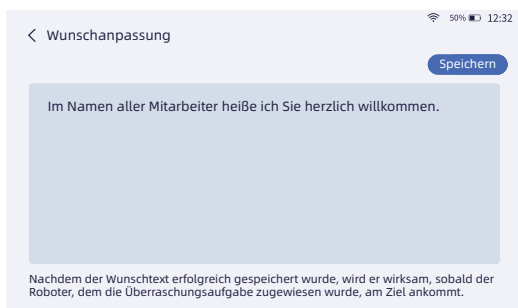 50% 12:32
Wunschanpassung
Speichern
Im Namen aller Mitarbeiter heiße ich Sie herzlich willkommen.
Nachdem der Wunschtext erfolgreich gespeichert wurde, wird er wirksam, sobald der
Roboter, dem die Überraschungsaufgabe zugewiesen wurde, am Ziel ankommt.